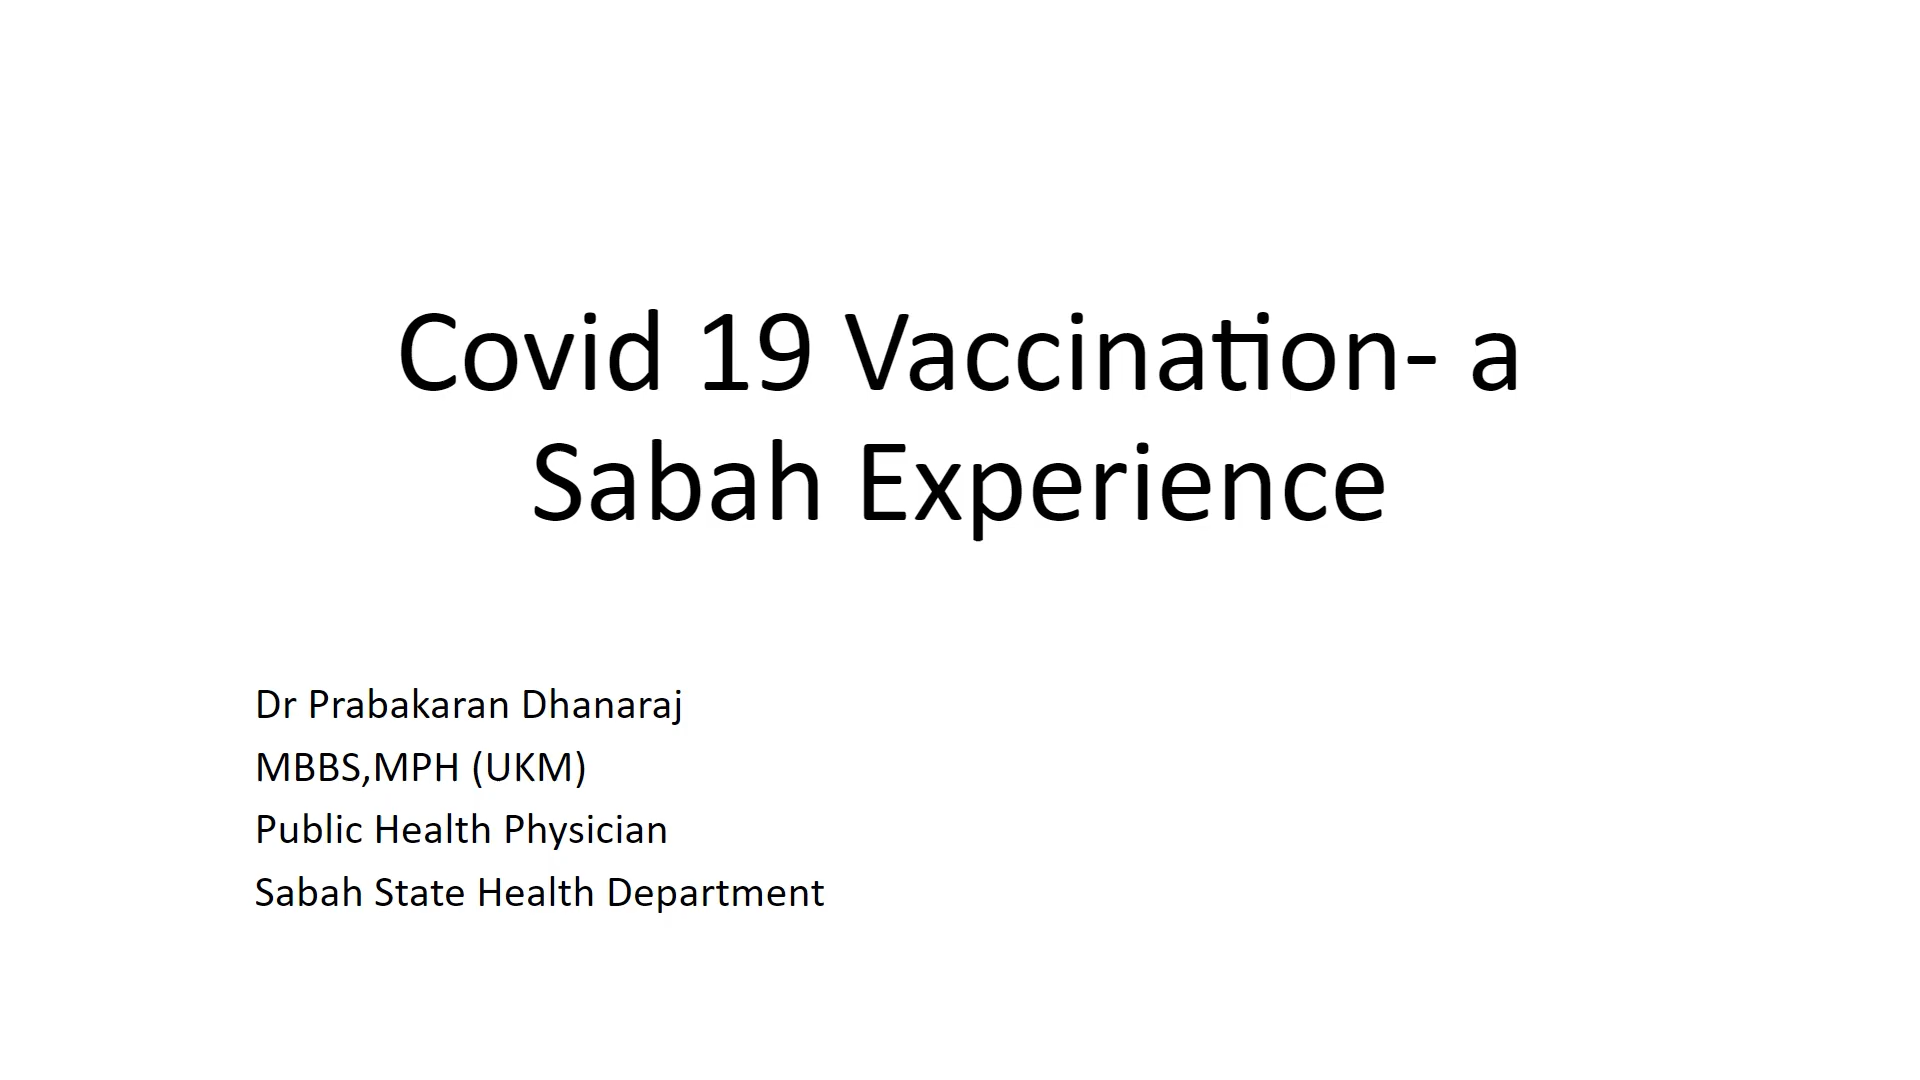 Covid 19 Vaccination- a
Sabah Experience
Dr Prabakaran Dhanaraj
MBBS,MPH (UKM)
Public Health Physician
Sabah State Health Department